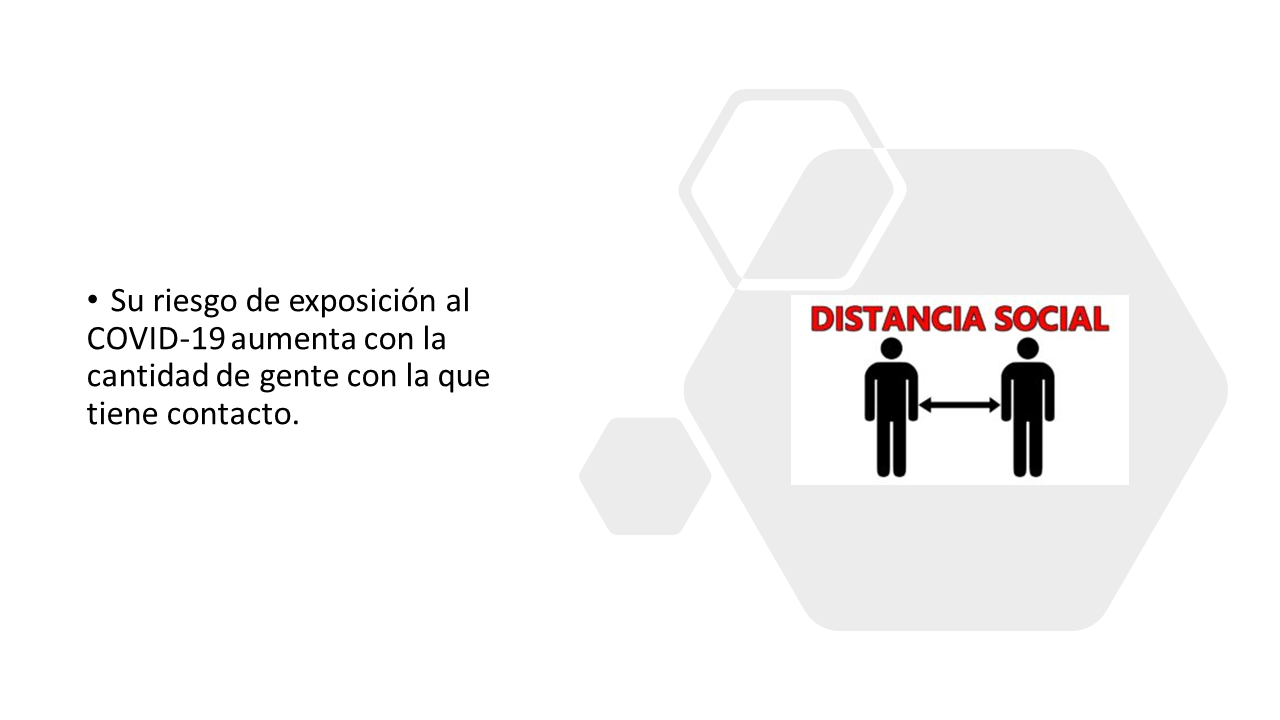 • Su riesgo de exposición al
COVID-19 aumenta con la
cantidad de gente con la que
tiene contacto.
DISTANCIA SOCIAL